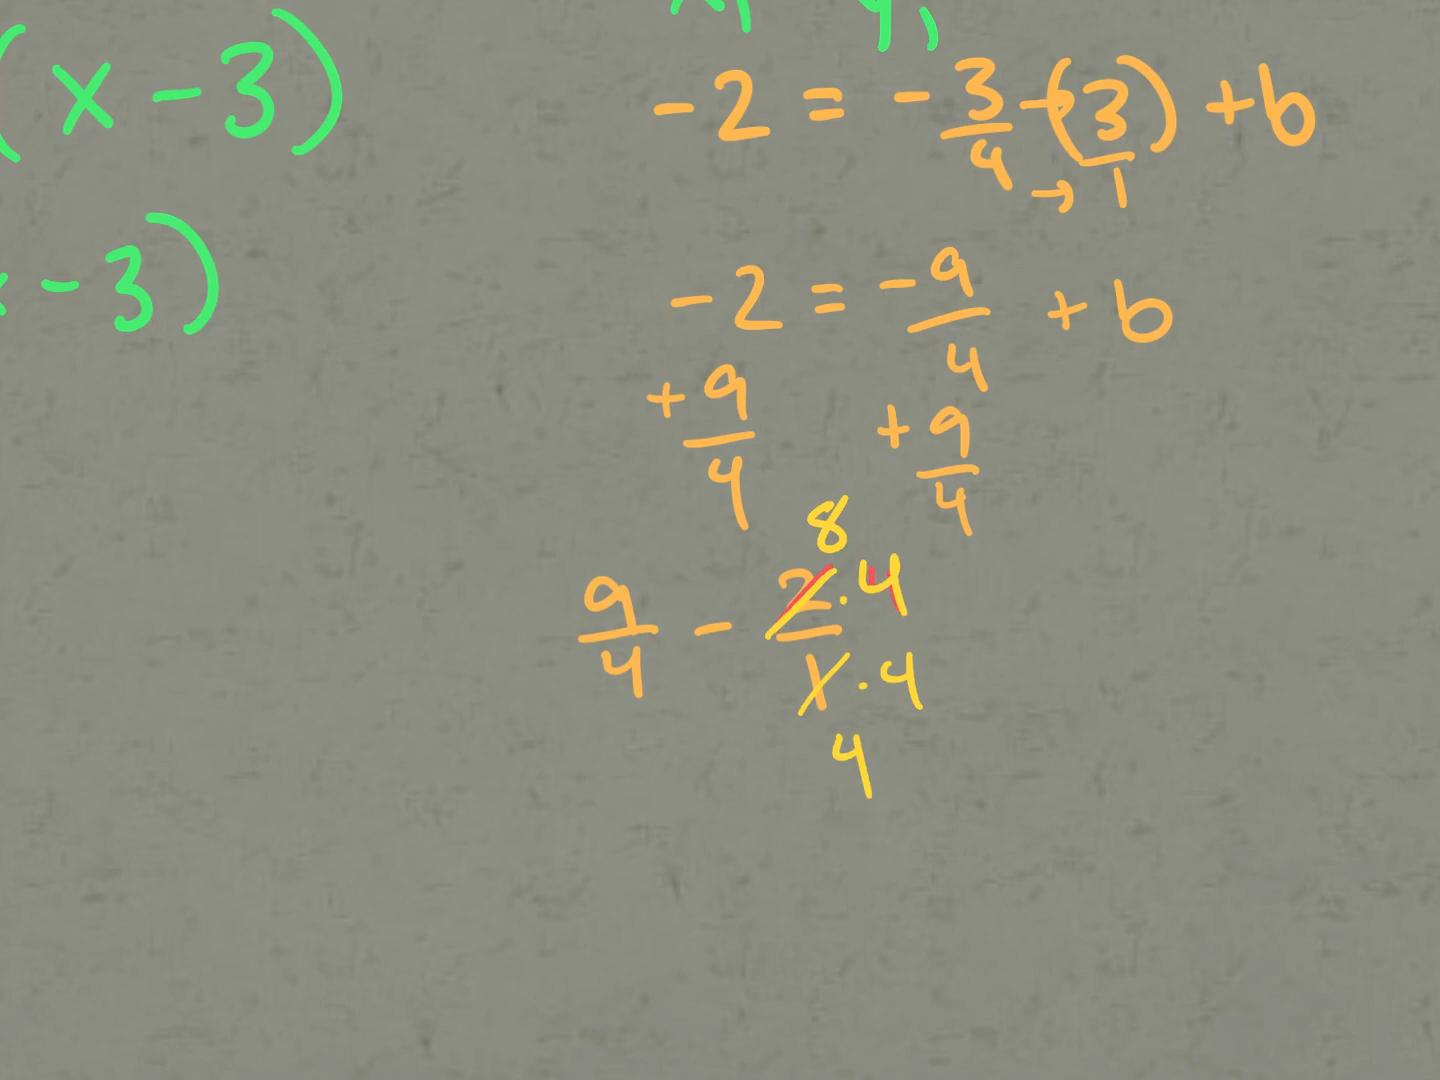 (x - 3)
- 3)
-2 = - 3/4 → (3/1) + b
-2 = - 9/4 + b
+ 9/4 + 9/4
8
9/4 - 2/1 · 4/4
4